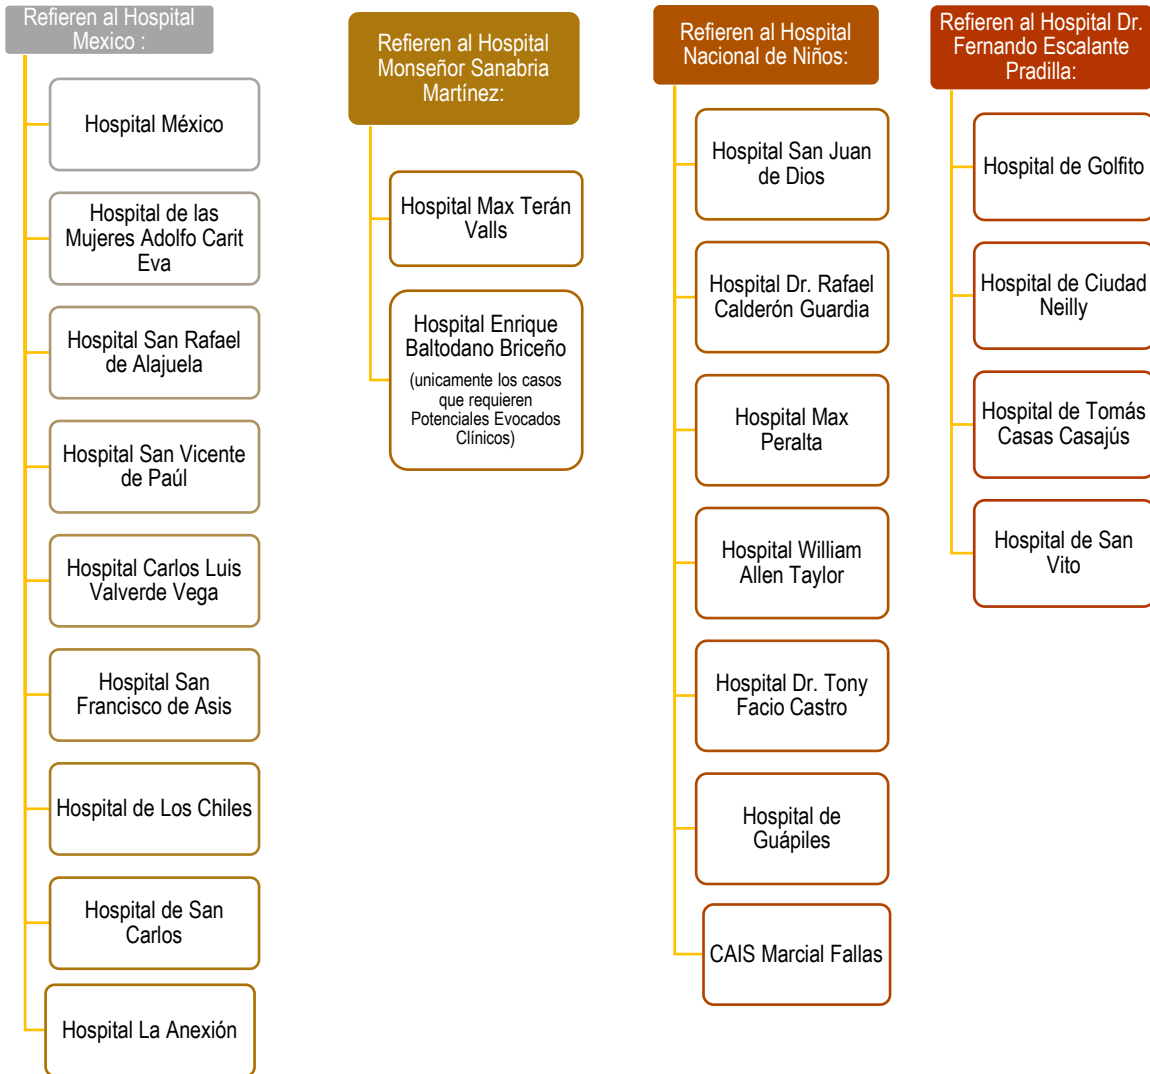 Refieren al Hospital
Mexico :
Hospital México
Hospital de las
Mujeres Adolfo Carit
Eva
Hospital San Rafael
de Alajuela
Hospital San Vicente
de Paúl
Hospital Carlos Luis
Valverde Vega
Hospital San
Francisco de Asis
Hospital de Los Chiles
Hospital de San
Carlos
Hospital La Anexión
Refieren al Hospital
Monseñor Sanabria
Martínez:
Hospital Max Terán
Valls
Hospital Enrique
Baltodano Briceño
(unicamente los casos
que requieren
Potenciales Evocados
Clínicos)
Refieren al Hospital
Nacional de Niños:
Hospital San Juan
de Dios
Hospital Dr. Rafael
Calderón Guardia
Hospital Max
Peralta
Hospital William
Allen Taylor
Hospital Dr. Tony
Facio Castro
Hospital de
Guápiles
CAIS Marcial Fallas
Refieren al Hospital Dr.
Fernando Escalante
Pradilla:
Hospital de Golfito
Hospital de Ciudad
Neilly
Hospital de Tomás
Casas Casajús
Hospital de San
Vito